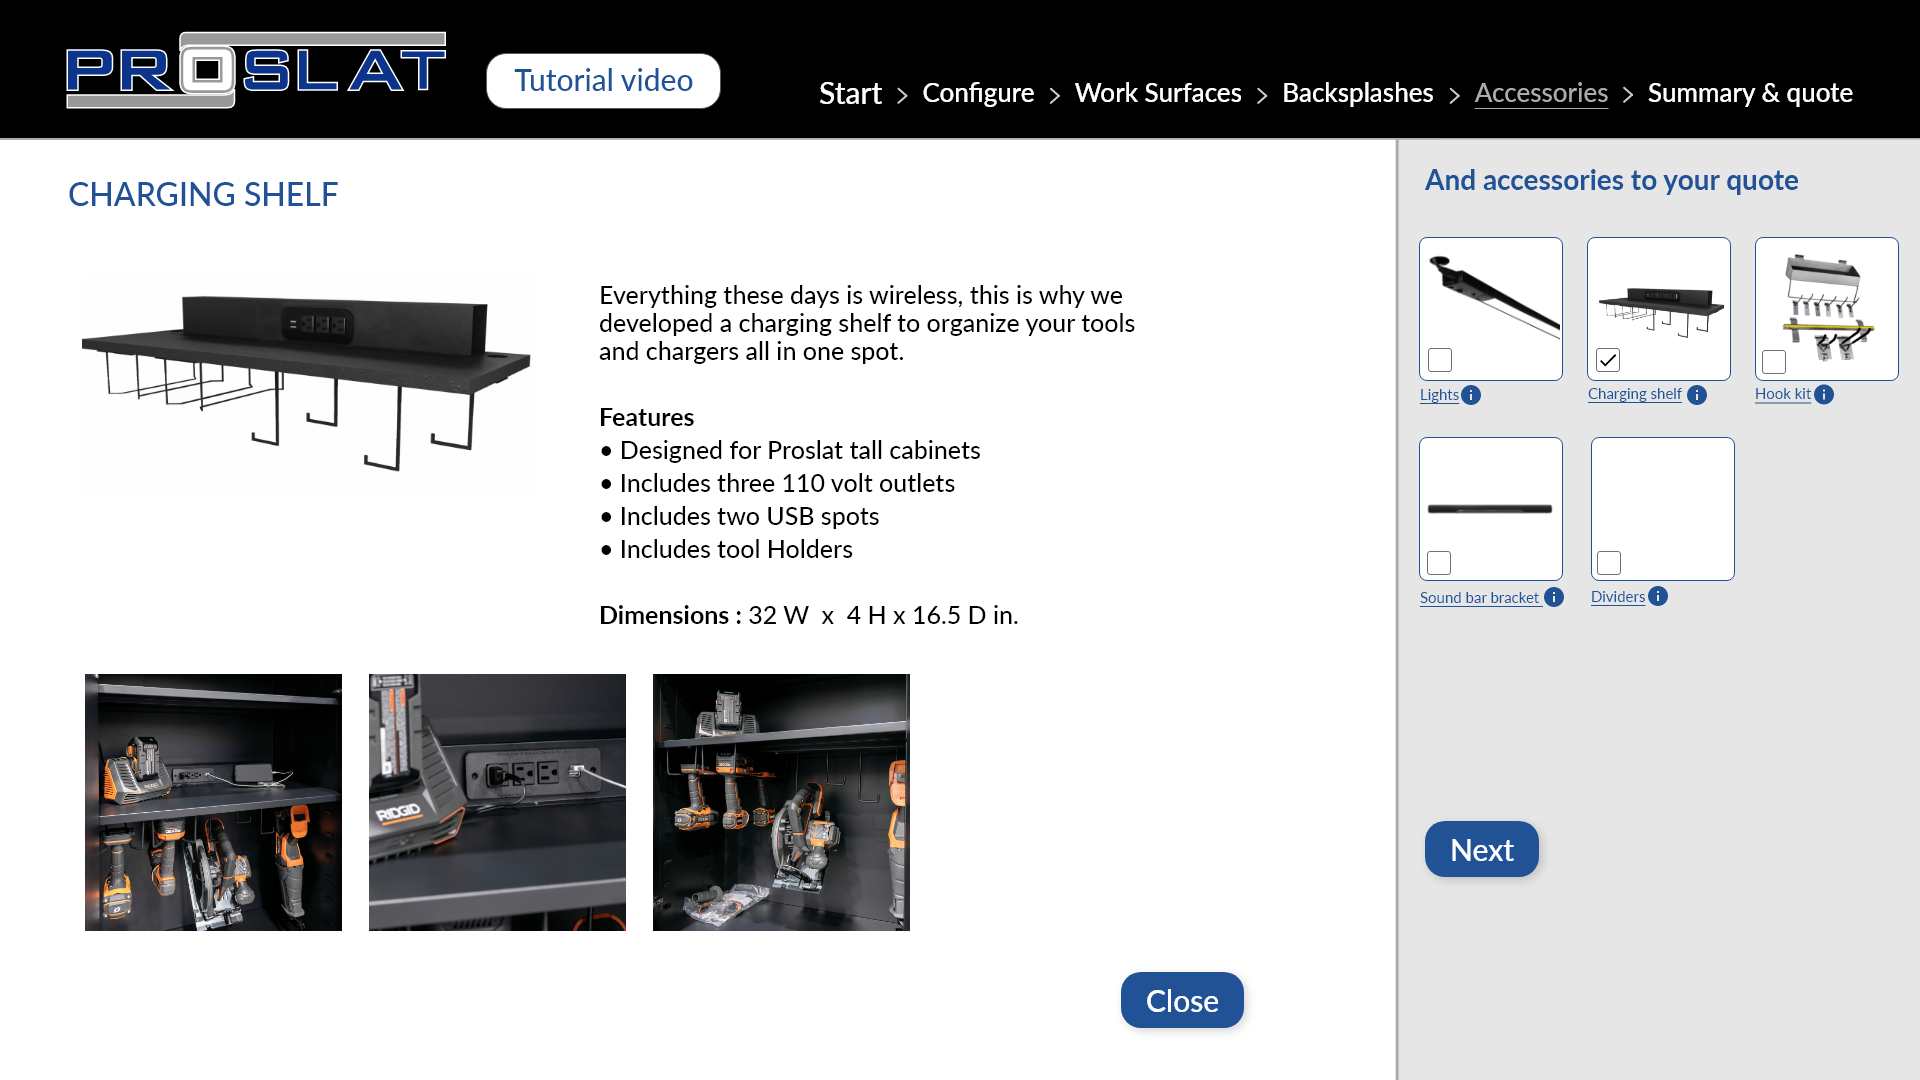 PROSLAT
Tutorial video
Start > Configure > Work Surfaces > Backsplashes > Accessories > Summary & quote
CHARGING SHELF
Everything these days is wireless, this is why we
developed a charging shelf to organize your tools
and chargers all in one spot.
Features
• Designed for Proslat tall cabinets
• Includes three 110 volt outlets
• Includes two USB spots
• Includes tool Holders
Dimensions : 32 W x 4 H x 16.5 D in.
RIDGID
Close
And accessories to your quote
Lights
Charging shelf
Hook kit
Sound bar bracket
Dividers
Next